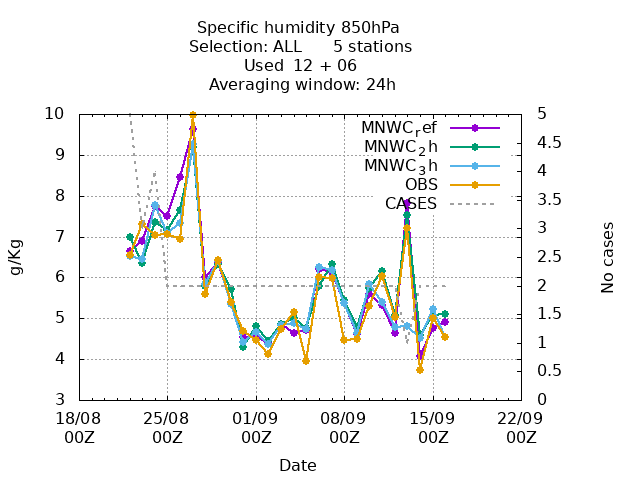 Specific humidity 850hPa
Selection: ALL 5 stations
Used 12 + 06
Averaging window: 24h
MNWCref
MNWC2h
MNWC3h
OBS
CASES
g/Kg
10
9
8
7
6
5
4
3
No cases
5
4.5
4
3.5
3
2.5
2
1.5
1
0.5
0
18/08 25/08 01/09 08/09 15/09 22/09
00Z 00Z 00Z 00Z 00Z 00Z
Date